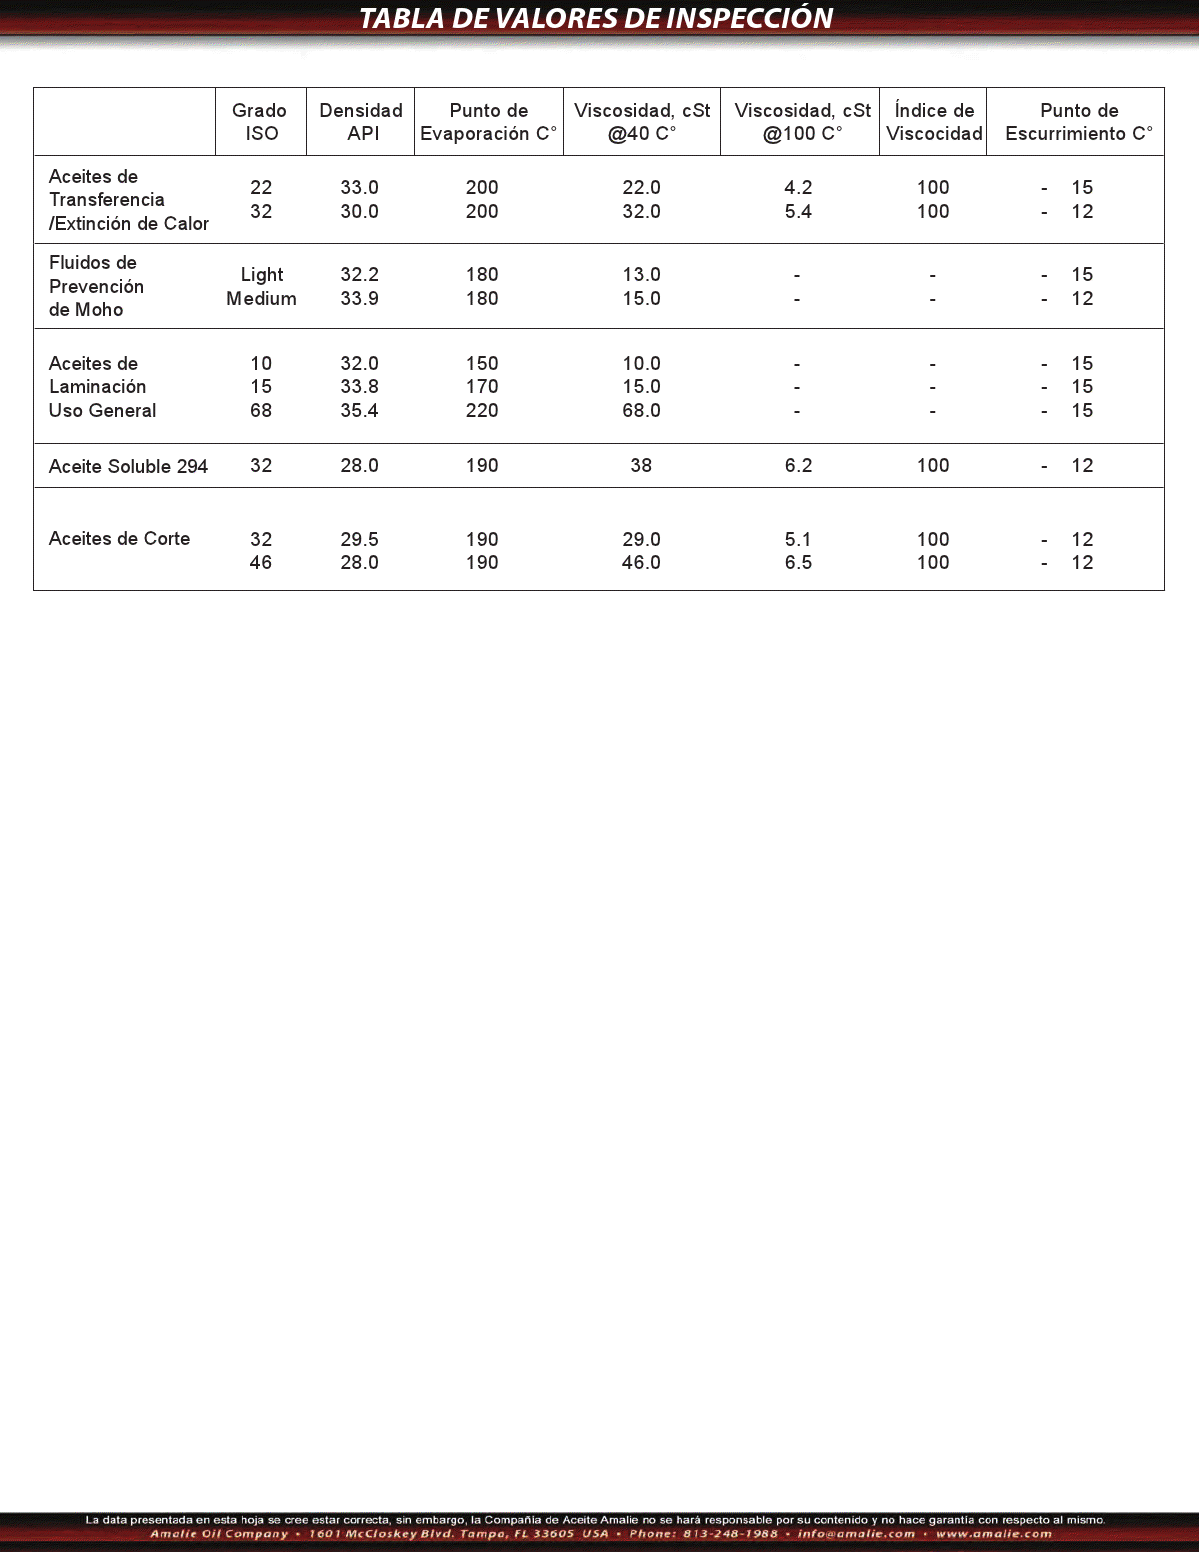 TABLA DE VALORES DE INSPECCIÓN
Grado ISO Densidad API Punto de Evaporación C° Viscosidad, cSt @40 C° Viscosidad, cSt @100 C° Índice de Viscocidad Punto de Escurrimiento C°
Aceites de
Transferencia
/Extinción de Calor
22 33.0 200 22.0 4.2 100 - 15
32 30.0 200 32.0 5.4 100 - 12
Fluidos de
Prevención
de Moho
Light 32.2 180 13.0 - - - 15
Medium 33.9 180 15.0 - - - 12
Aceites de 10 32.0 150 10.0 - - - 15
Laminación 15 33.8 170 15.0 - - - 15
Uso General 68 35.4 220 68.0 - - - 15
Aceite Soluble 294 32 28.0 190 38 6.2 100 - 12
Aceites de Corte 32 29.5 190 29.0 5.1 100 - 12
46 28.0 190 46.0 6.5 100 - 12
La data presentada en esta hoja se cree estar correcta, sin embargo, la Compañia de Aceite Amalie no se hará responsable por su contenido y no hace garantía con respecto al mismo.
Amalie Oil Company • 1601 McCloskey Blvd. Tampa, FL 33605 USA • Phone: 813-248-1988 • info@amalie.com • www.amalie.com